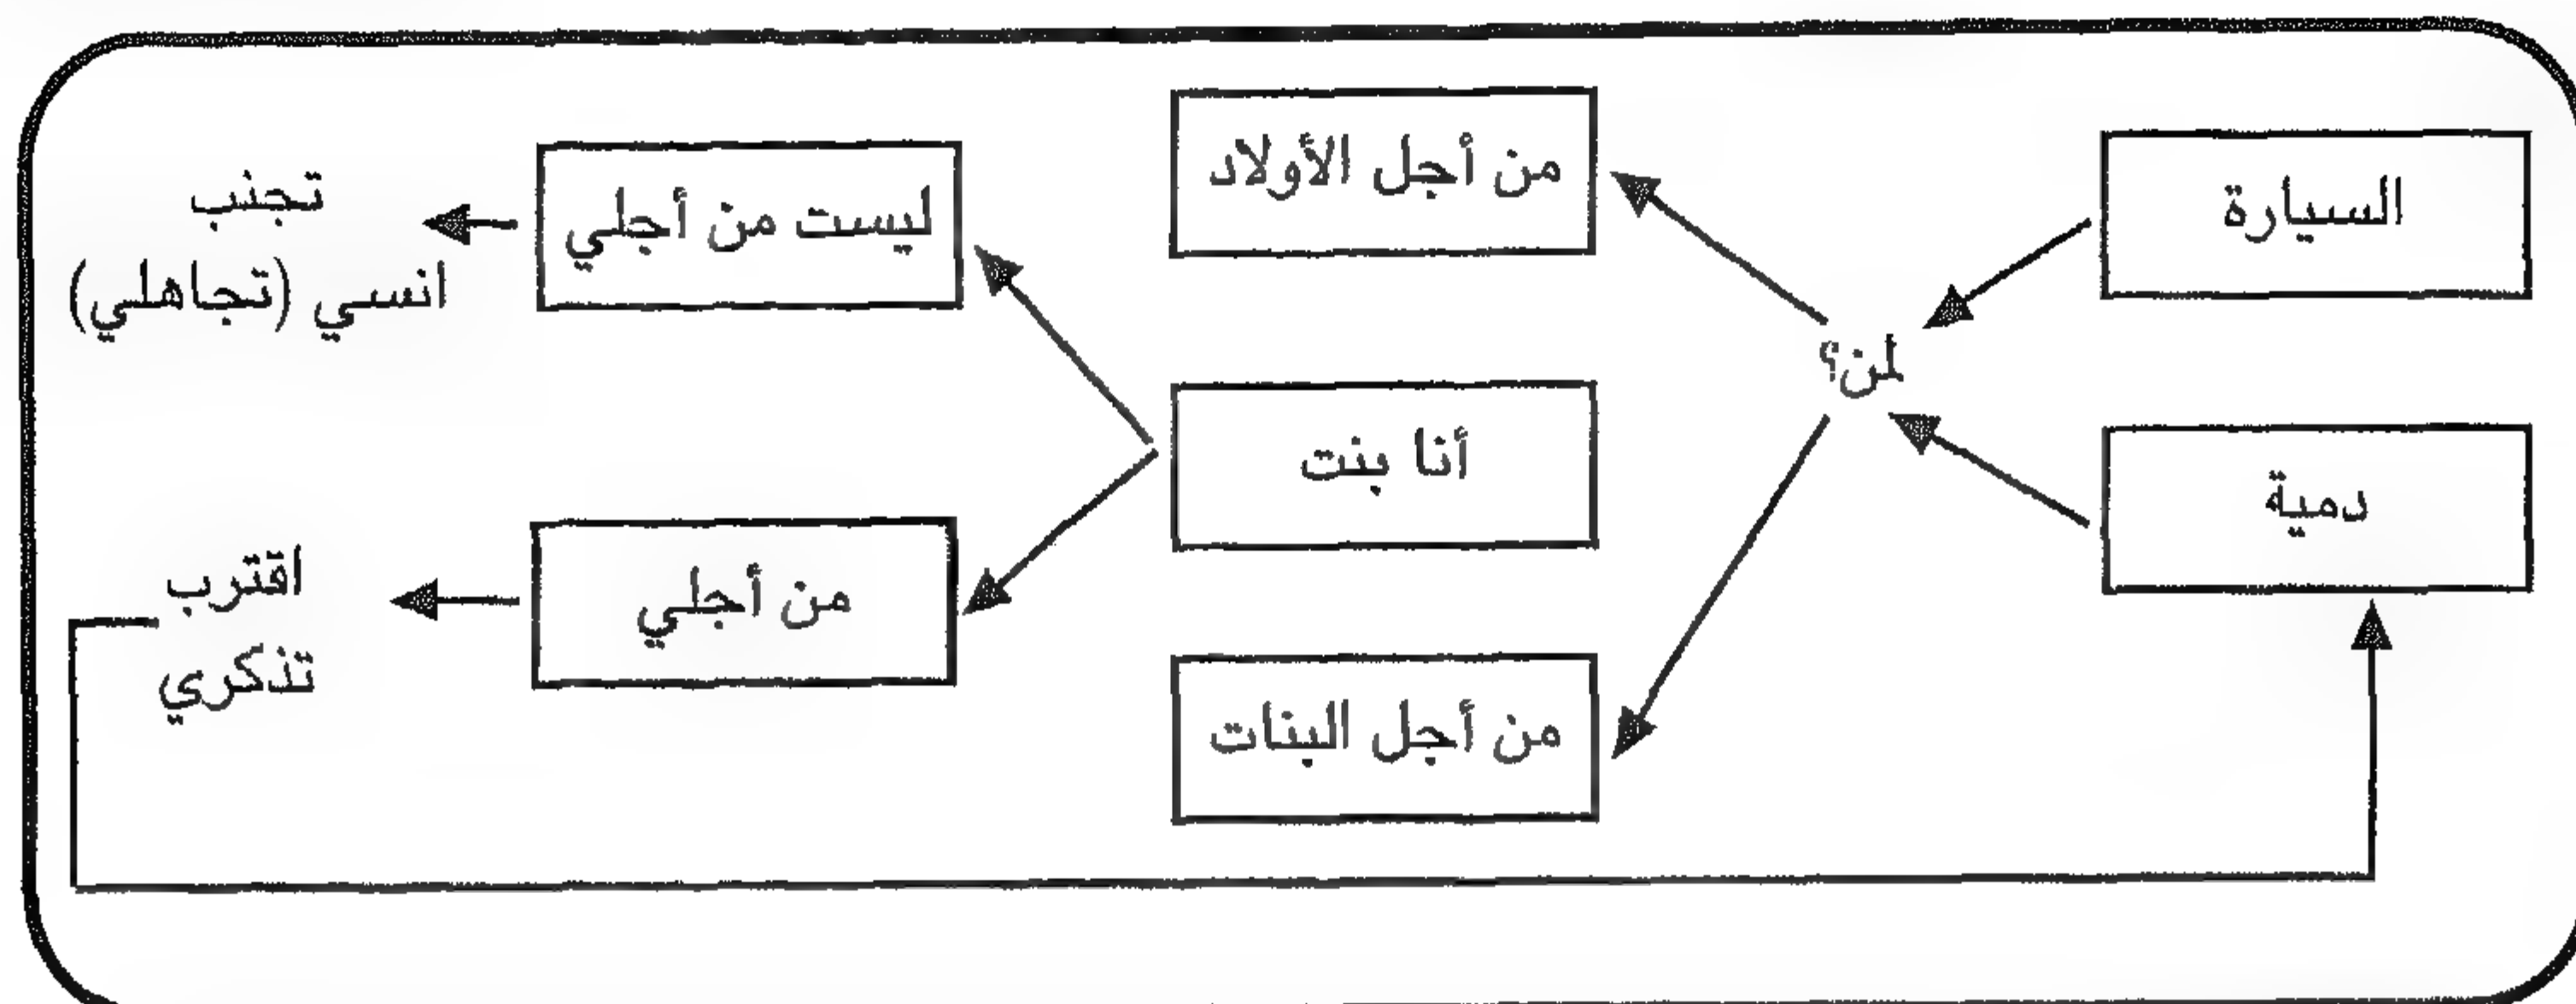 السيارة
دمية
لمن؟
من أجل الأولاد
أنا بنت
من أجل البنات
ليست من أجلي
من أجلي
تجنب
انسي (تجاهلي)
اقترب
تذكري